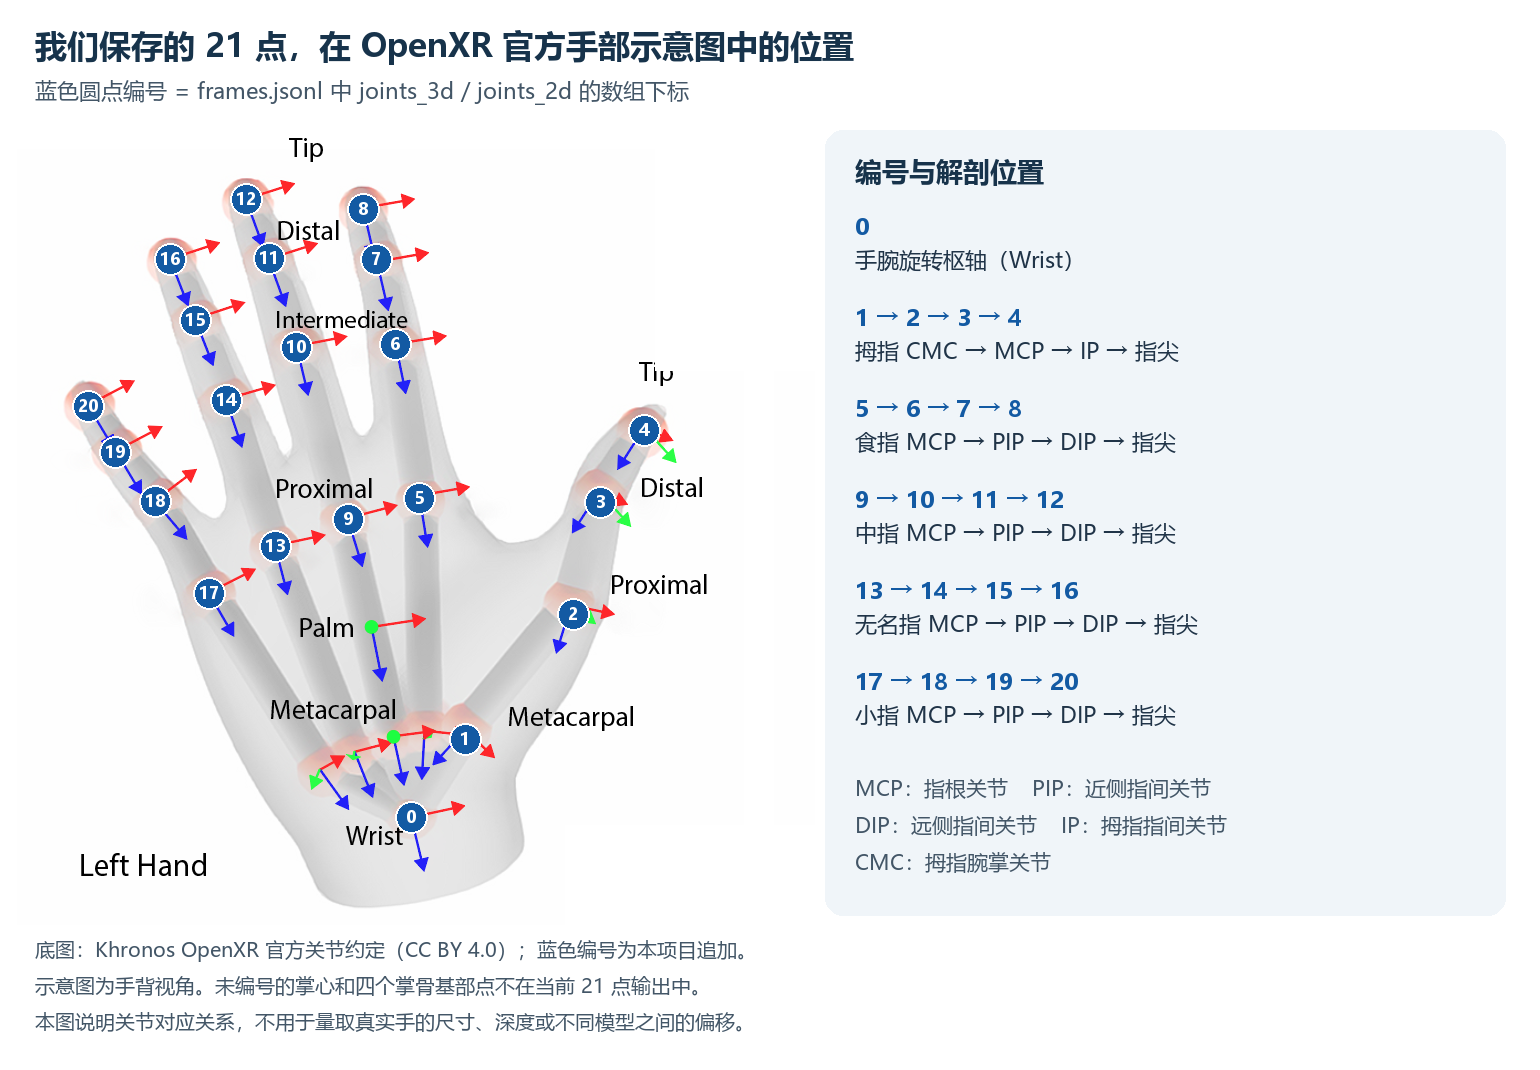 我们保存的 21 点，在 OpenXR 官方手部示意图中的位置
蓝色圆点编号 = frames.jsonl 中 joints_3d / joints_2d 的数组下标
Tip
12
8
Distal
16
11
7
15
Intermediate
10
6
Tip
20
14
4
19
Distal
18
Proximal
5
3
9
13
Proximal
17
2
Palm
Metacarpal
Metacarpal
1
0
Wrist
Left Hand
编号与解剖位置
0
手腕旋转枢轴（Wrist）
1 → 2 → 3 → 4
拇指 CMC → MCP → IP → 指尖
5 → 6 → 7 → 8
食指 MCP → PIP → DIP → 指尖
9 → 10 → 11 → 12
中指 MCP → PIP → DIP → 指尖
13 → 14 → 15 → 16
无名指 MCP → PIP → DIP → 指尖
17 → 18 → 19 → 20
小指 MCP → PIP → DIP → 指尖
MCP：指根关节 PIP：近侧指间关节
DIP：远侧指间关节 IP：拇指指间关节
CMC：拇指腕掌关节
底图：Khronos OpenXR 官方关节约定（CC BY 4.0）；蓝色编号为本项目追加。
示意图为手背视角。未编号的掌心和四个掌骨基部点不在当前 21 点输出中。
本图说明关节对应关系，不用于量取真实手的尺寸、深度或不同模型之间的偏移。